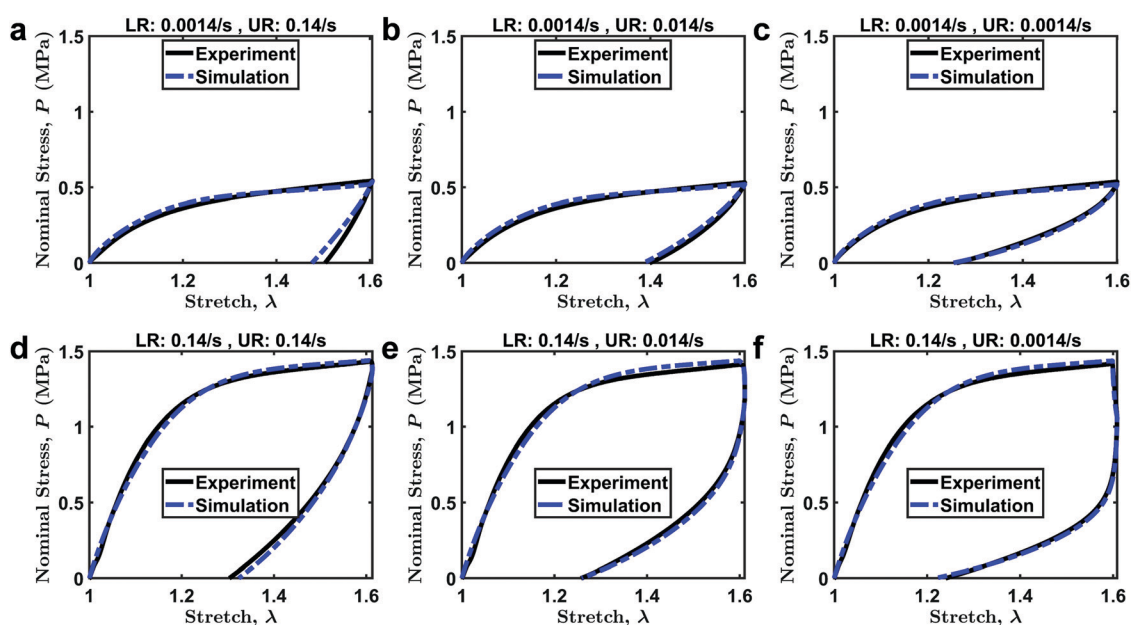 a
LR: 0.0014/s , UR: 0.14/s
Nominal Stress, P (MPa)
1.5
1
0.5
0
Experiment
Simulation
1
1.2
1.4
1.6
Stretch, λ
b
LR: 0.0014/s , UR: 0.014/s
Nominal Stress, P (MPa)
1.5
1
0.5
0
Experiment
Simulation
1
1.2
1.4
1.6
Stretch, λ
c
LR: 0.0014/s , UR: 0.0014/s
Nominal Stress, P (MPa)
1.5
1
0.5
0
Experiment
Simulation
1
1.2
1.4
1.6
Stretch, λ
d
LR: 0.14/s , UR: 0.14/s
Nominal Stress, P (MPa)
1.5
1
0.5
0
Experiment
Simulation
1
1.2
1.4
1.6
Stretch, λ
e
LR: 0.14/s , UR: 0.014/s
Nominal Stress, P (MPa)
1.5
1
0.5
0
Experiment
Simulation
1
1.2
1.4
1.6
Stretch, λ
f
LR: 0.14/s , UR: 0.0014/s
Nominal Stress, P (MPa)
1.5
1
0.5
0
Experiment
Simulation
1
1.2
1.4
1.6
Stretch, λ